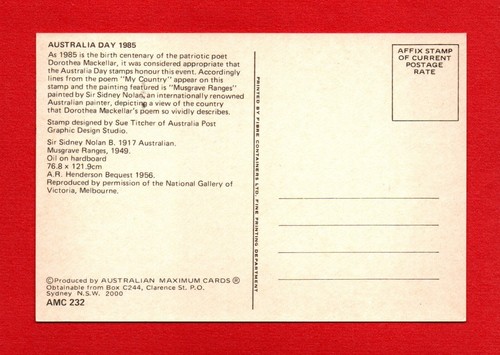 AUSTRALIA DAY 1985
As 1985 is the birth centenary of the patriotic poet
Dorothea Mackellar, it was considered appropriate that
the Australia Day stamps honour this event. Accordingly
lines from the poem "My Country" appear on this
stamp and the painting featured is "Musgrave Ranges"
painted by Sir Sidney Nolan, an internationally renowned
Australian painter, depicting a view of the country
that Dorothea Mackellar's poem so vividly describes.
Stamp designed by Sue Titcher of Australia Post
Graphic Design Studio.
Sir Sidney Nolan B. 1917 Australian.
Musgrave Ranges, 1949.
Oil on hardboard
76.8 x 121.9cm
A.R. Henderson Bequest 1956.
Reproduced by permission of the National Gallery of
Victoria, Melbourne.
©Produced by AUSTRALIAN MAXIMUM CARDS ®
Obtainable from Box C244, Clarence St. P.O.
Sydney N.S.W. 2000
AMC 232
PRINTED BY FIBRE CONTAINERS LTD. FINE PRINTING DEPARTMENT
AFFIX STAMP
OF CURRENT
POSTAGE
RATE